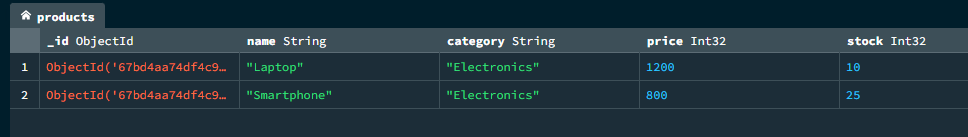 products
_id ObjectId name String category String price Int32 stock Int32
1 ObjectId('67bd4aa74df4c9… "Laptop" "Electronics" 1200 10
2 ObjectId('67bd4aa74df4c9… "Smartphone" "Electronics" 800 25